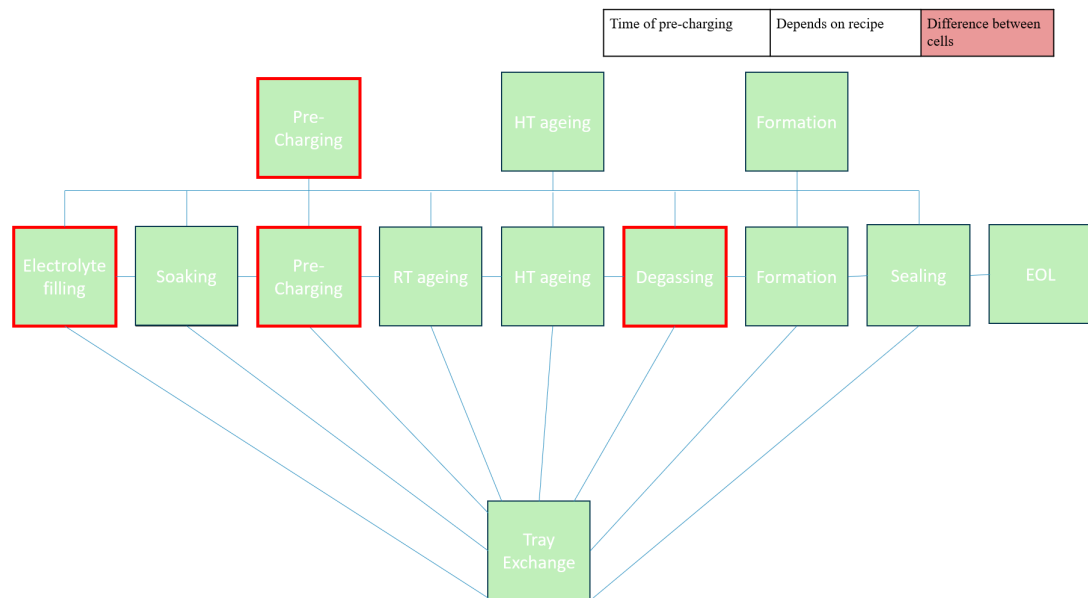 Time of pre-charging
Depends on recipe
Difference between
cells
Pre-
Charging
HT ageing
Formation
Electrolyte
filling
Soaking
Pre-
Charging
RT ageing
HT ageing
Degassing
Formation
Sealing
EOL
Tray
Exchange